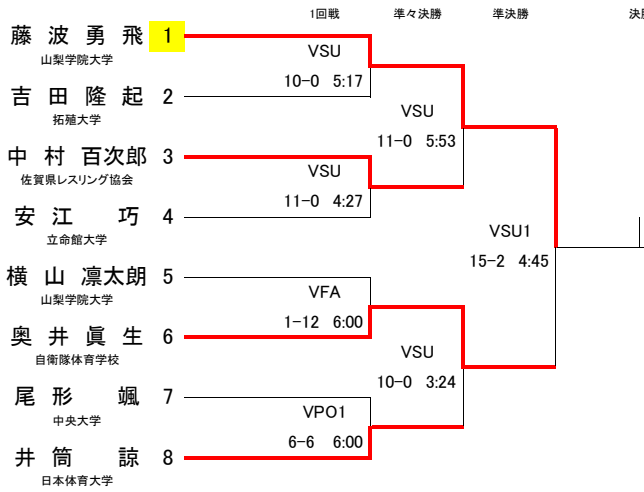 1回戦 準々決勝 準決勝 決
藤波勇飛 1
山梨学院大学
VSU
10-0 5:17
吉田隆起 2
拓殖大学
VSU
11-0 5:53
中村百次郎 3
佐賀県レスリング協会
VSU
11-0 4:27
安江巧 4
立命館大学
VSU1
15-2 4:45
横山凛太朗 5
山梨学院大学
VFA
1-12 6:00
奥井眞生 6
自衛隊体育学校
VSU
10-0 3:24
尾形颯 7
中央大学
VPO1
6-6 6:00
井筒諒 8
日本体育大学